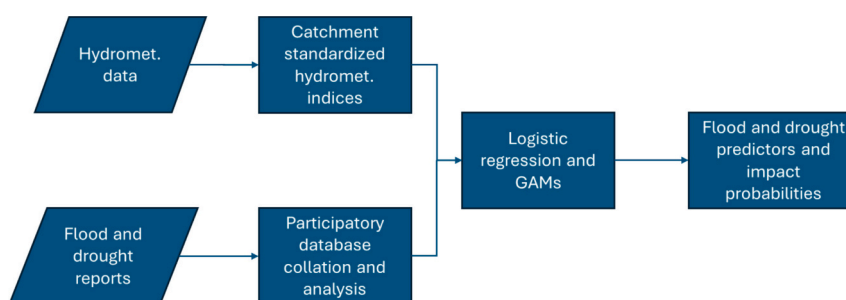 Hydromet.
data
Catchment
standardized
hydromet.
indices
Flood and
drought
reports
Participatory
database
collation and
analysis
Logistic
regression and
GAMs
Flood and drought
predictors and
impact
probabilities